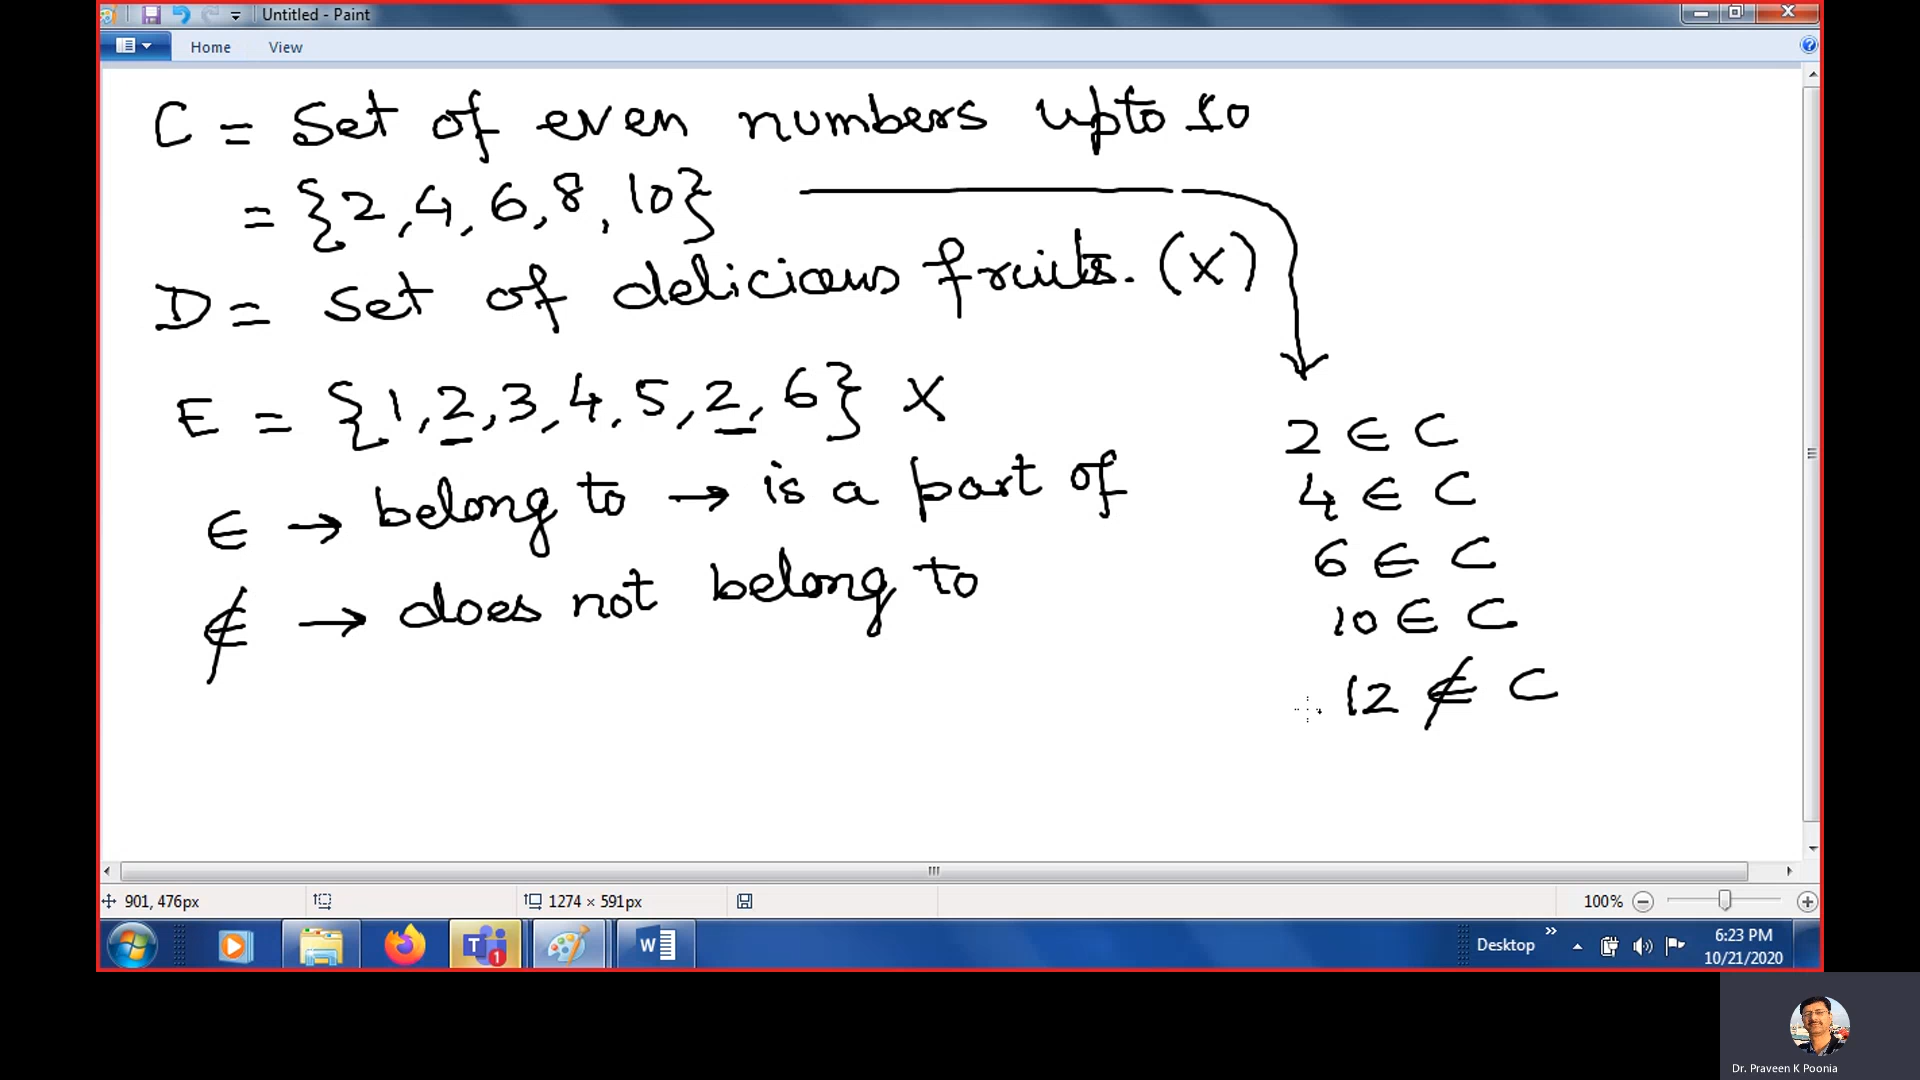 Untitled - Paint
Home View
C = Set of even numbers upto 10
= {2, 4, 6, 8, 10}
D = set of delicious fruits. (X)
E = {1, 2, 3, 4, 5, 2, 6} X
∈ → belong to → is a part of
∉ → does not belong to
2 ∈ C
4 ∈ C
6 ∈ C
10 ∈ C
12 ∉ C
901, 476px
1274 × 591px
100%
Desktop
6:23 PM
10/21/2020
Dr. Praveen K Poonia